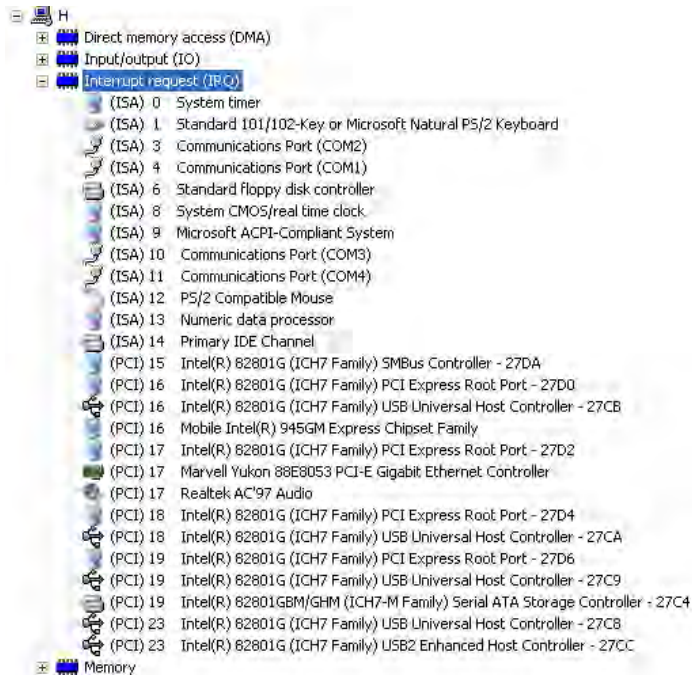 H
Direct memory access (DMA)
Input/output (IO)
Interrupt request (IRQ)
(ISA) 0 System timer
(ISA) 1 Standard 101/102-Key or Microsoft Natural PS/2 Keyboard
(ISA) 3 Communications Port (COM2)
(ISA) 4 Communications Port (COM1)
(ISA) 6 Standard floppy disk controller
(ISA) 8 System CMOS/real time clock
(ISA) 9 Microsoft ACPI-Compliant System
(ISA) 10 Communications Port (COM3)
(ISA) 11 Communications Port (COM4)
(ISA) 12 PS/2 Compatible Mouse
(ISA) 13 Numeric data processor
(ISA) 14 Primary IDE Channel
(PCI) 15 Intel(R) 82801G (ICH7 Family) SMBus Controller - 27DA
(PCI) 16 Intel(R) 82801G (ICH7 Family) PCI Express Root Port - 27D0
(PCI) 16 Intel(R) 82801G (ICH7 Family) USB Universal Host Controller - 27CB
(PCI) 16 Mobile Intel(R) 945GM Express Chipset Family
(PCI) 17 Intel(R) 82801G (ICH7 Family) PCI Express Root Port - 27D2
(PCI) 17 Marvell Yukon 88E8053 PCI-E Gigabit Ethernet Controller
(PCI) 17 Realtek AC'97 Audio
(PCI) 18 Intel(R) 82801G (ICH7 Family) PCI Express Root Port - 27D4
(PCI) 18 Intel(R) 82801G (ICH7 Family) USB Universal Host Controller - 27CA
(PCI) 19 Intel(R) 82801G (ICH7 Family) PCI Express Root Port - 27D6
(PCI) 19 Intel(R) 82801G (ICH7 Family) USB Universal Host Controller - 27C9
(PCI) 19 Intel(R) 82801GBM/GHM (ICH7-M Family) Serial ATA Storage Controller - 27C4
(PCI) 23 Intel(R) 82801G (ICH7 Family) USB Universal Host Controller - 27C8
(PCI) 23 Intel(R) 82801G (ICH7 Family) USB2 Enhanced Host Controller - 27CC
Memory